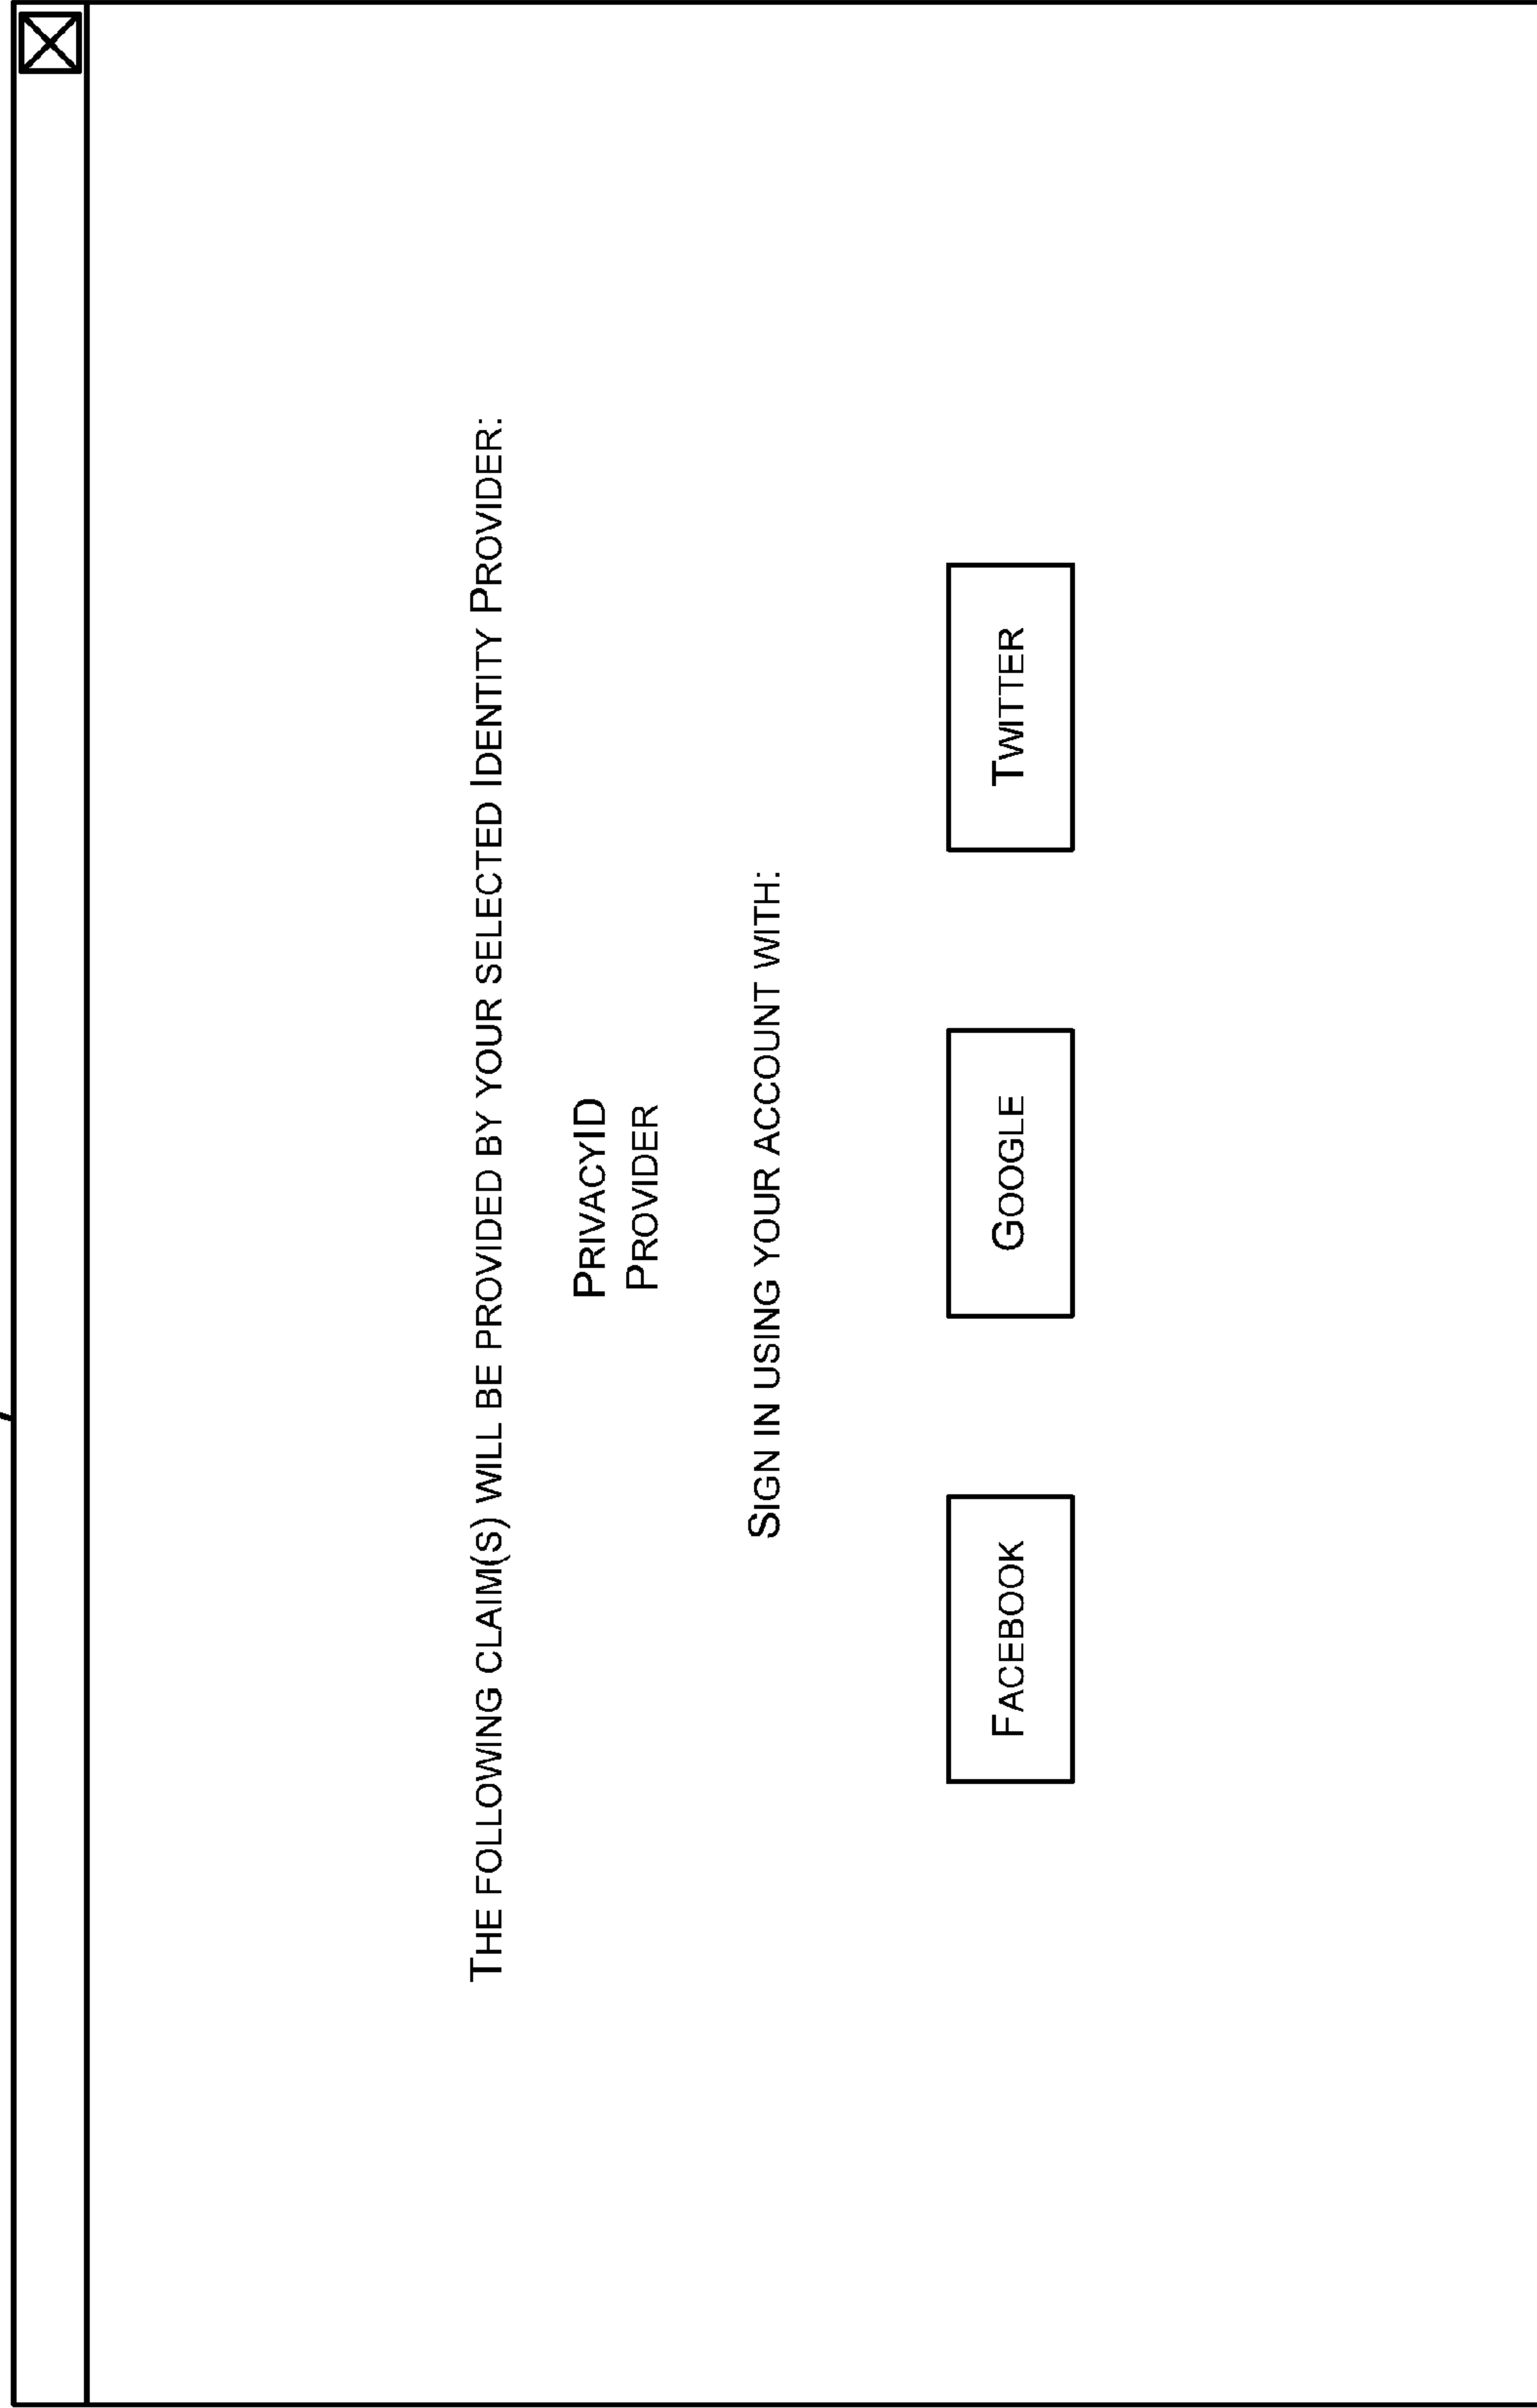 THE FOLLOWING CLAIM(S) WILL BE PROVIDED BY YOUR SELECTED IDENTITY PROVIDER:
PRIVACYID
PROVIDER
SIGN IN USING YOUR ACCOUNT WITH:
FACEBOOK
GOOGLE
TWITTER